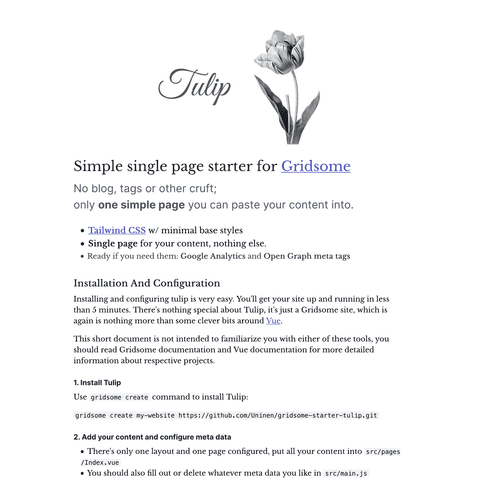 Tulip
Simple single page starter for Gridsome
No blog, tags or other cruft;
only one simple page you can paste your content into.
• Tailwind CSS w/ minimal base styles
• Single page for your content, nothing else.
• Ready if you need them: Google Analytics and Open Graph meta tags
Installation And Configuration
Installing and configuring tulip is very easy. You'll get your site up and running in less
than 5 minutes. There's nothing special about Tulip, it's just a Gridsome site, which is
again is nothing more than some clever bits around Vue.
This short document is not intended to familiarize you with either of these tools, you
should read Gridsome documentation and Vue documentation for more detailed
information about respective projects.
1. Install Tulip
Use gridsome create command to install Tulip:
gridsome create my-website https://github.com/Uninen/gridsome-starter-tulip.git
2. Add your content and configure meta data
• There's only one layout and one page configured, put all your content into src/pages
/Index.vue
• You should also fill out or delete whatever meta data you like in src/main.js